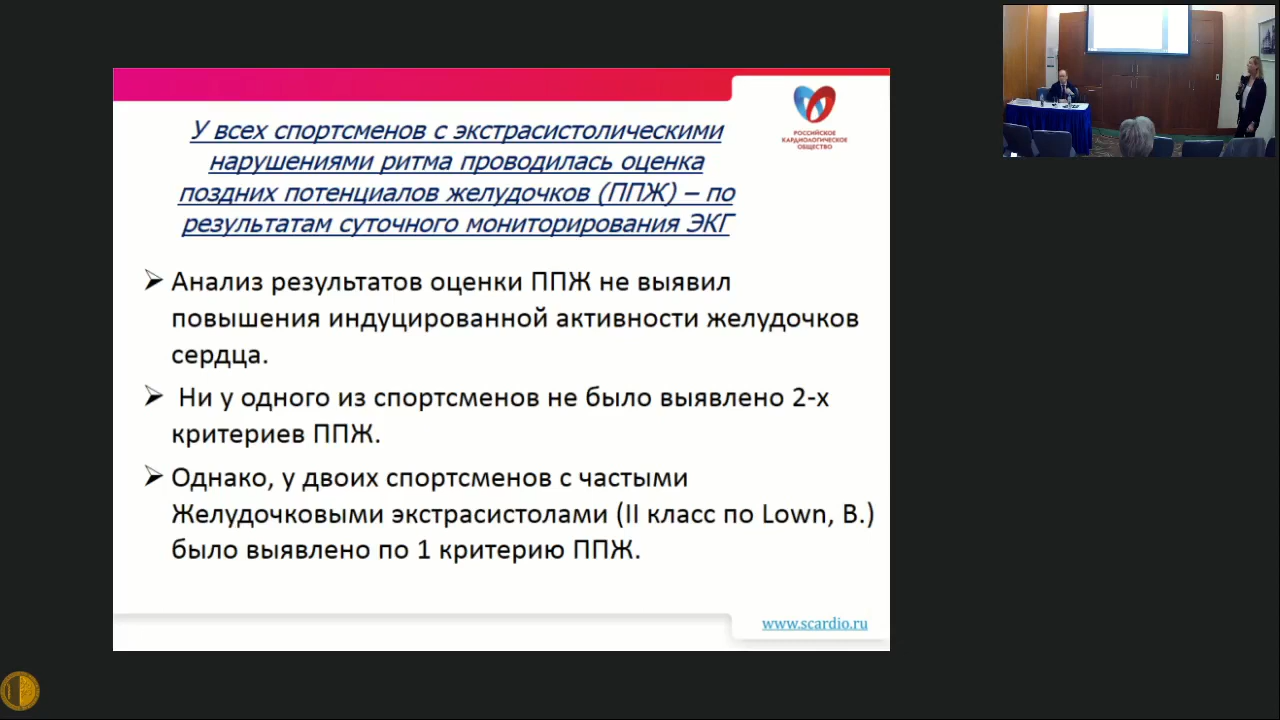 У всех спортсменов с экстрасистолическими
нарушениями ритма проводилась оценка
поздних потенциалов желудочков (ППЖ) – по
результатам суточного мониторирования ЭКГ
РОССИЙСКОЕ
КАРДИОЛОГИЧЕСКОЕ
ОБЩЕСТВО
Анализ результатов оценки ППЖ не выявил
повышения индуцированной активности желудочков
сердца.
Ни у одного из спортсменов не было выявлено 2-х
критериев ППЖ.
Однако, у двоих спортсменов с частыми
Желудочковыми экстрасистолами (II класс по Lown, B.)
было выявлено по 1 критерию ППЖ.
www.scardio.ru